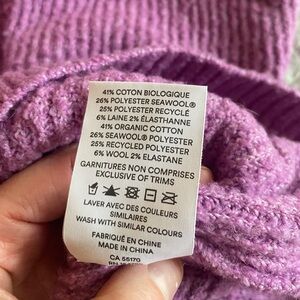 41% COTON BIOLOGIQUE
26% POLYESTER SEAWOOL®
25% POLYESTER RECYCLÉ
6% LAINE 2% ÉLASTHANNE
41% ORGANIC COTTON
26% SEAWOOL® POLYESTER
25% RECYCLED POLYESTER
6% WOOL 2% ELASTANE
GARNITURES NON COMPRISES
EXCLUSIVE OF TRIMS
LAVER AVEC DES COULEURS
SIMILAIRES
WASH WITH SIMILAR COLOURS
FABRIQUÉ EN CHINE
MADE IN CHINA
CA 55170